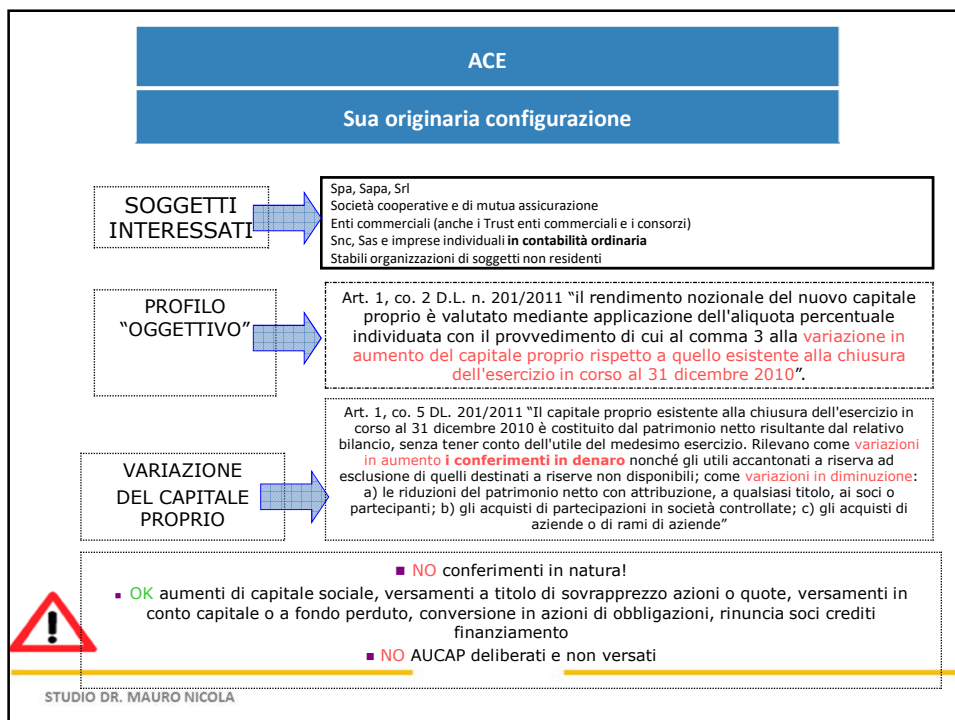 ACE
Sua originaria configurazione
SOGGETTI
INTERESSATI
Spa, Sapa, Srl
Società cooperative e di mutua assicurazione
Enti commerciali (anche i Trust enti commerciali e i consorzi)
Snc, Sas e imprese individuali in contabilità ordinaria
Stabili organizzazioni di soggetti non residenti
PROFILO
“OGGETTIVO”
Art. 1, co. 2 D.L. n. 201/2011 “il rendimento nozionale del nuovo capitale
proprio è valutato mediante applicazione dell'aliquota percentuale
individuata con il provvedimento di cui al comma 3 alla variazione in
aumento del capitale proprio rispetto a quello esistente alla chiusura
dell'esercizio in corso al 31 dicembre 2010”.
VARIAZIONE
DEL CAPITALE
PROPRIO
Art. 1, co. 5 DL. 201/2011 “Il capitale proprio esistente alla chiusura dell'esercizio in
corso al 31 dicembre 2010 è costituito dal patrimonio netto risultante dal relativo
bilancio, senza tener conto dell'utile del medesimo esercizio. Rilevano come variazioni
in aumento i conferimenti in denaro nonché gli utili accantonati a riserva ad
esclusione di quelli destinati a riserve non disponibili; come variazioni in diminuzione:
a) le riduzioni del patrimonio netto con attribuzione, a qualsiasi titolo, ai soci o
partecipanti; b) gli acquisti di partecipazioni in società controllate; c) gli acquisti di
aziende o di rami di aziende”
■ NO conferimenti in natura!
▪ OK aumenti di capitale sociale, versamenti a titolo di sovrapprezzo azioni o quote, versamenti in
conto capitale o a fondo perduto, conversione in azioni di obbligazioni, rinuncia soci crediti
finanziamento
■ NO AUCAP deliberati e non versati
STUDIO DR. MAURO NICOLA